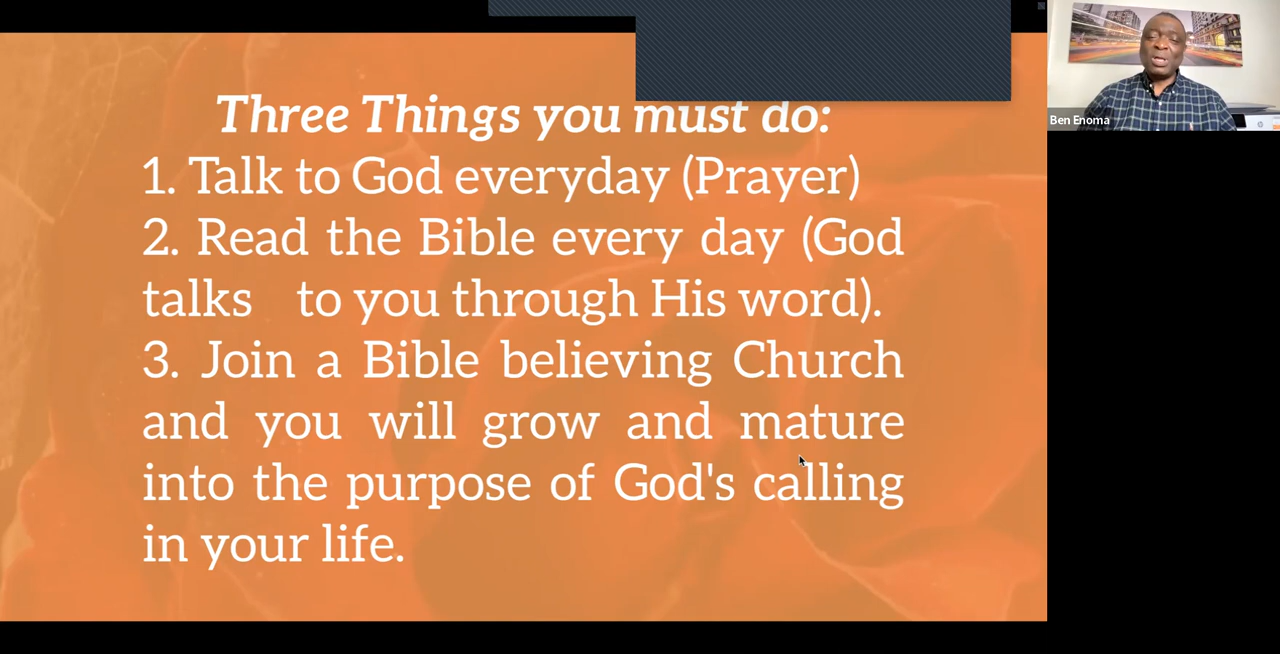 Three Things you must do:
1. Talk to God everyday (Prayer)
2. Read the Bible every day (God
talks to you through His word).
3. Join a Bible believing Church
and you will grow and mature
into the purpose of God's calling
in your life.
Ben Enoma